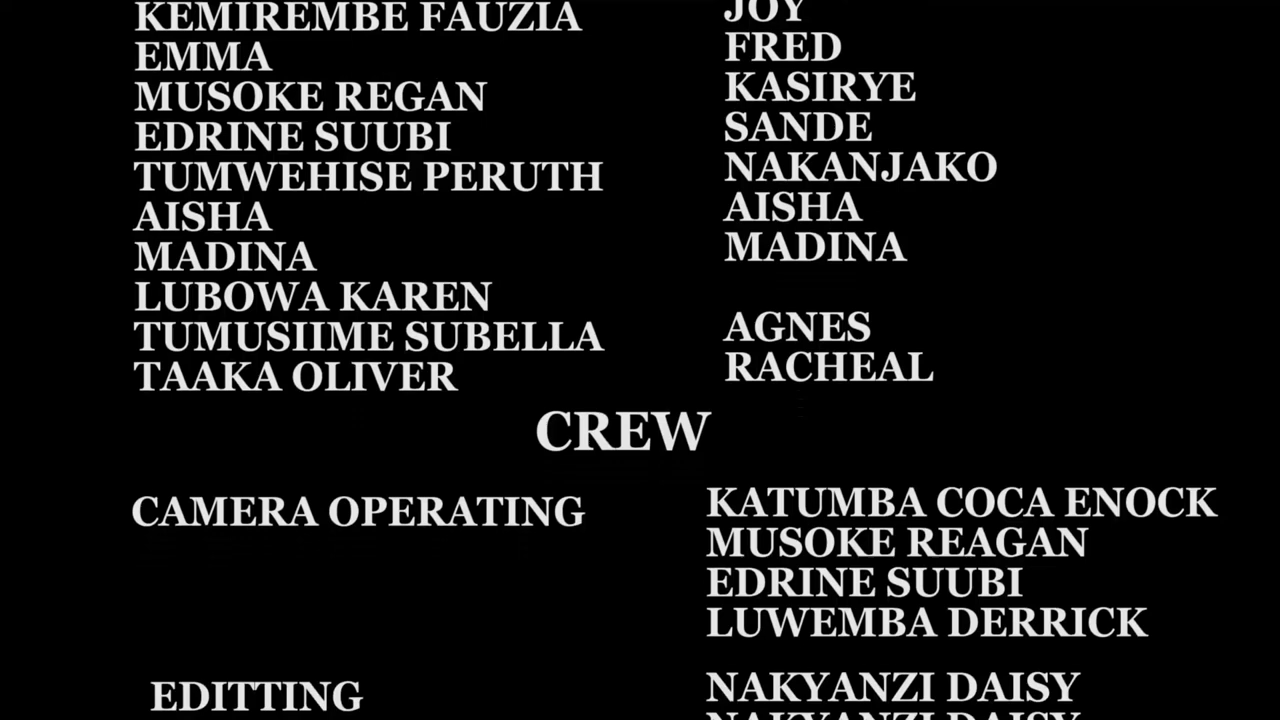 KEMIREMBE FAUZIA JOY
EMMA FRED
MUSOKE REGAN KASIRYE
EDRINE SUUBI SANDE
TUMWEHISE PERUTH NAKANJAKO
AISHA AISHA
MADINA MADINA
LUBOWA KAREN
TUMUSIIME SUBELLA AGNES
TAAKA OLIVER RACHEAL
CREW
CAMERA OPERATING KATUMBA COCA ENOCK
MUSOKE REAGAN
EDRINE SUUBI
LUWEMBA DERRICK
EDITTING NAKYANZI DAISY
NAKYANZI DAISY